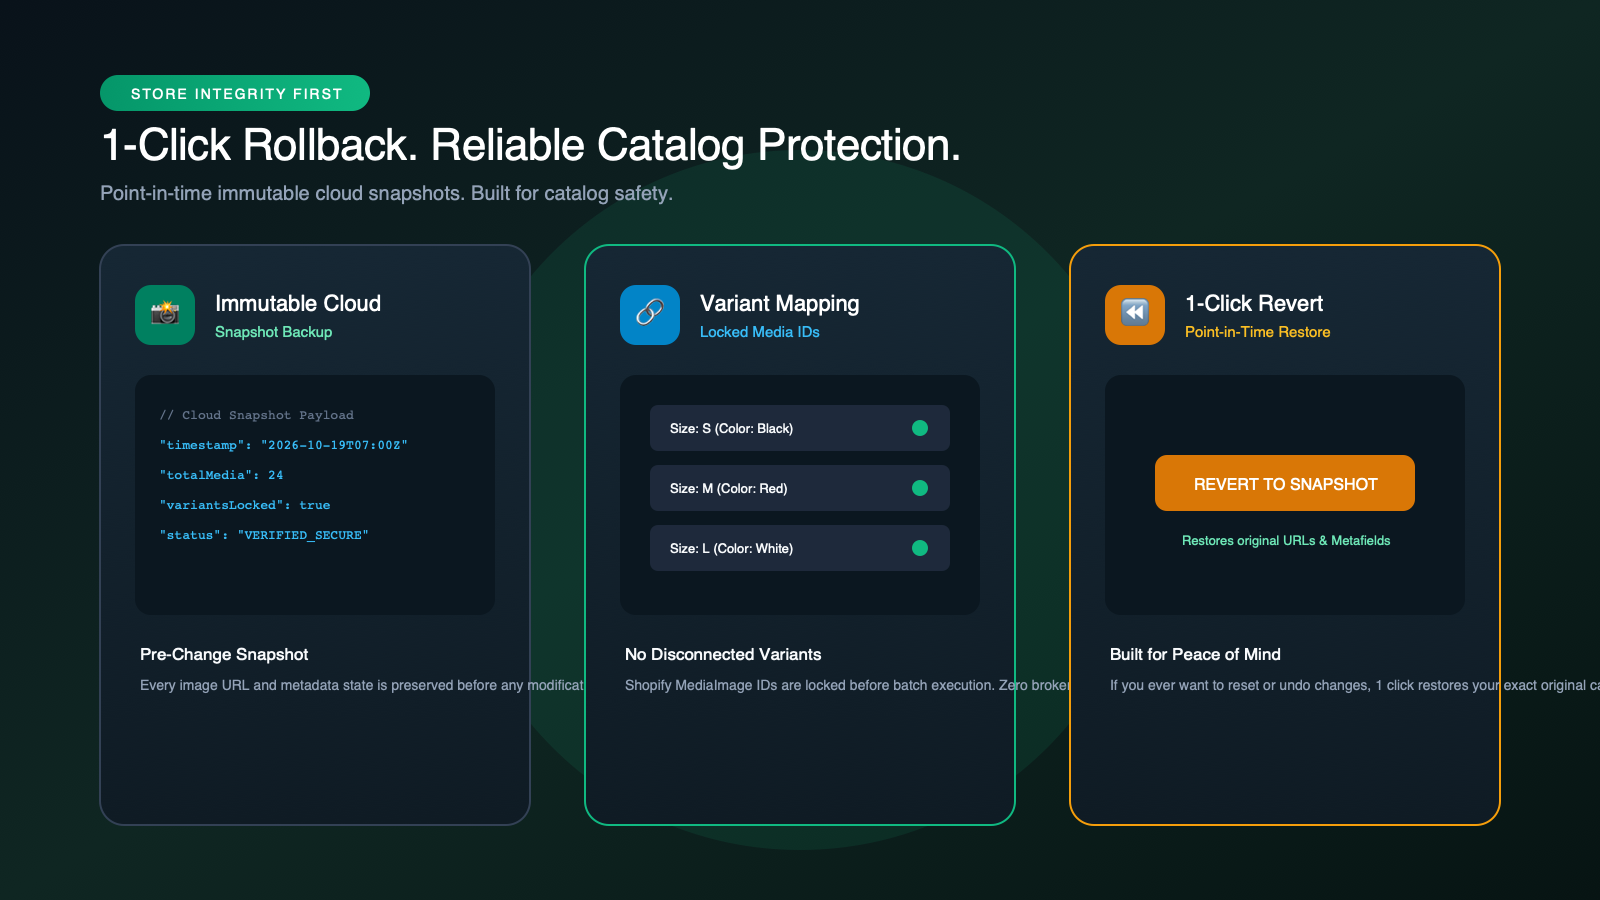 STORE INTEGRITY FIRST
1-Click Rollback. Reliable Catalog Protection.
Point-in-time immutable cloud snapshots. Built for catalog safety.
Immutable Cloud
Snapshot Backup
// Cloud Snapshot Payload
"timestamp": "2026-10-19T07:00Z"
"totalMedia": 24
"variantsLocked": true
"status": "VERIFIED_SECURE"
Pre-Change Snapshot
Every image URL and metadata state is preserved before any modificat
Variant Mapping
Locked Media IDs
Size: S (Color: Black)
Size: M (Color: Red)
Size: L (Color: White)
No Disconnected Variants
Shopify MediaImage IDs are locked before batch execution. Zero broken
1-Click Revert
Point-in-Time Restore
REVERT TO SNAPSHOT
Restores original URLs & Metafields
Built for Peace of Mind
If you ever want to reset or undo changes, 1 click restores your exact original ca